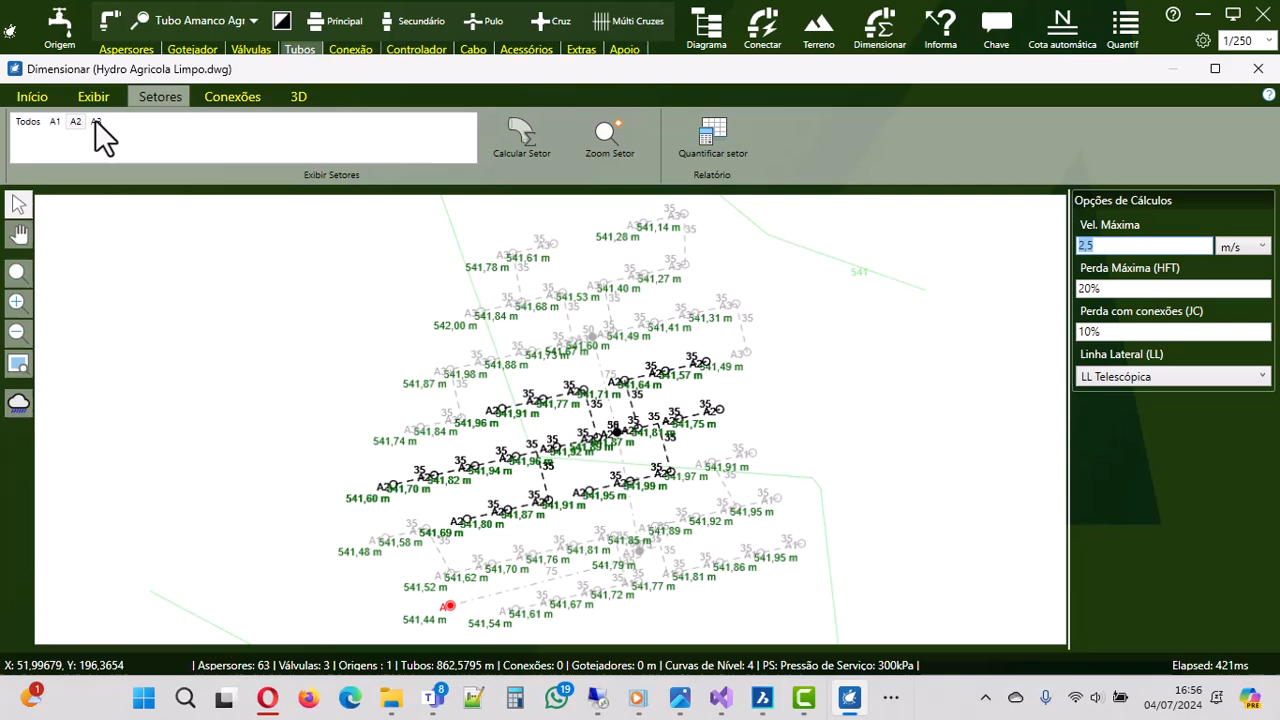 Origem
Tubo Amanco Agr
Principal
Secundário
Pulo
Cruz
Múlti Cruzes
Diagrama
Conectar
Terreno
Dimensionar
Informa
Chave
Cota automática
Quantif
1/250
Aspersores
Gotejador
Válvulas
Tubos
Conexão
Controlador
Cabo
Acessórios
Extras
Apoio
Dimensionar (Hydro Agricola Limpo.dwg)
Início
Exibir
Setores
Conexões
3D
Todos A1 A2
Calcular Setor
Zoom Setor
Quantificar setor
Exibir Setores
Relatório
Opções de Cálculos
Vel. Máxima
2,5
m/s
Perda Máxima (HFT)
20%
Perda com conexões (JC)
10%
Linha Lateral (LL)
LL Telescópica
541
541,14 m
541,28 m
541,61 m
541,78 m
541,27 m
541,40 m
541,53 m
541,68 m
541,84 m
542,00 m
541,31 m
541,41 m
541,49 m
541,60 m
541,88 m
541,98 m
541,87 m
541,49 m
541,57 m
541,64 m
541,71 m
541,77 m
541,91 m
541,96 m
541,84 m
541,74 m
541,75 m
541,94 m
541,82 m
541,70 m
541,60 m
541,91 m
541,97 m
541,99 m
541,95 m
541,91 m
541,87 m
541,80 m
541,69 m
541,58 m
541,48 m
541,95 m
541,92 m
541,89 m
541,85 m
541,81 m
541,76 m
541,70 m
541,62 m
541,52 m
541,95 m
541,86 m
541,81 m
541,77 m
541,79 m
541,72 m
541,67 m
541,61 m
541,54 m
541,44 m
X: 51,99679, Y: 196,3654
| Aspersores: 63 | Válvulas: 3 | Origens : 1 | Tubos: 862,5795 m | Conexões: 0 | Gotejadores: 0 m | Curvas de Nível: 4 | PS: Pressão de Serviço: 300kPa |
Elapsed: 421ms
1
8
19
16:56
04/07/2024
PRE